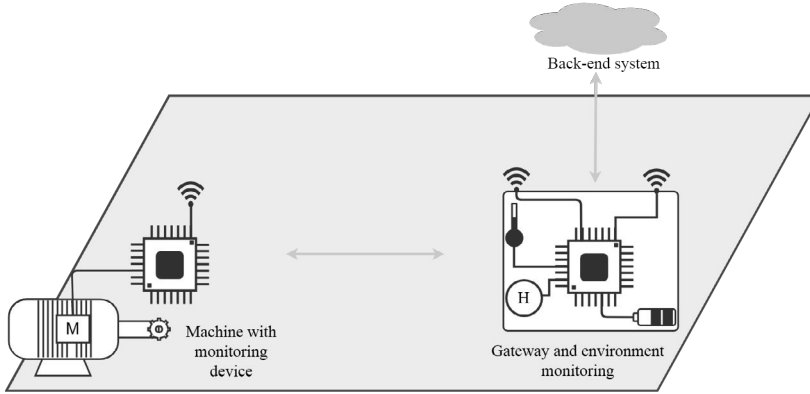 Back-end system
H
M
Machine with
monitoring
device
Gateway and environment
monitoring